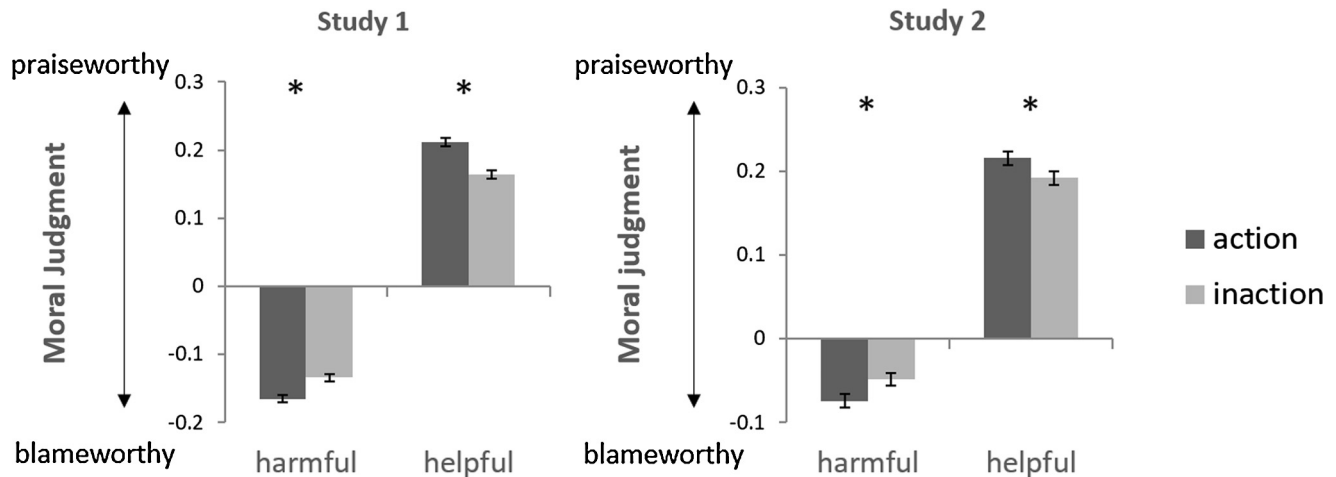 Study 1
praiseworthy
Moral Judgment
blameworthy
0.3
0.2
0.1
0
-0.1
-0.2
* *
harmful helpful
Study 2
praiseworthy
Moral judgment
blameworthy
0.3
0.2
0.1
0
-0.1
* *
harmful helpful
action
inaction